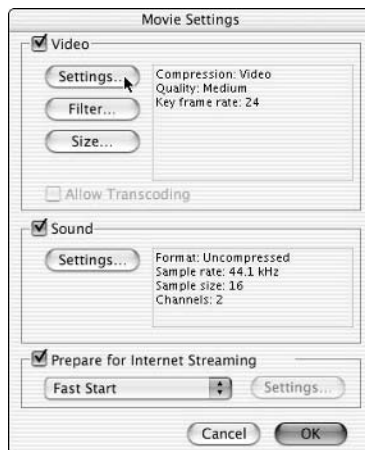 Movie Settings
Video
Settings...
Compression: Video
Quality: Medium
Key frame rate: 24
Filter...
Size...
Allow Transcoding
Sound
Settings...
Format: Uncompressed
Sample rate: 44.1 kHz
Sample size: 16
Channels: 2
Prepare for Internet Streaming
Fast Start
Settings...
Cancel
OK